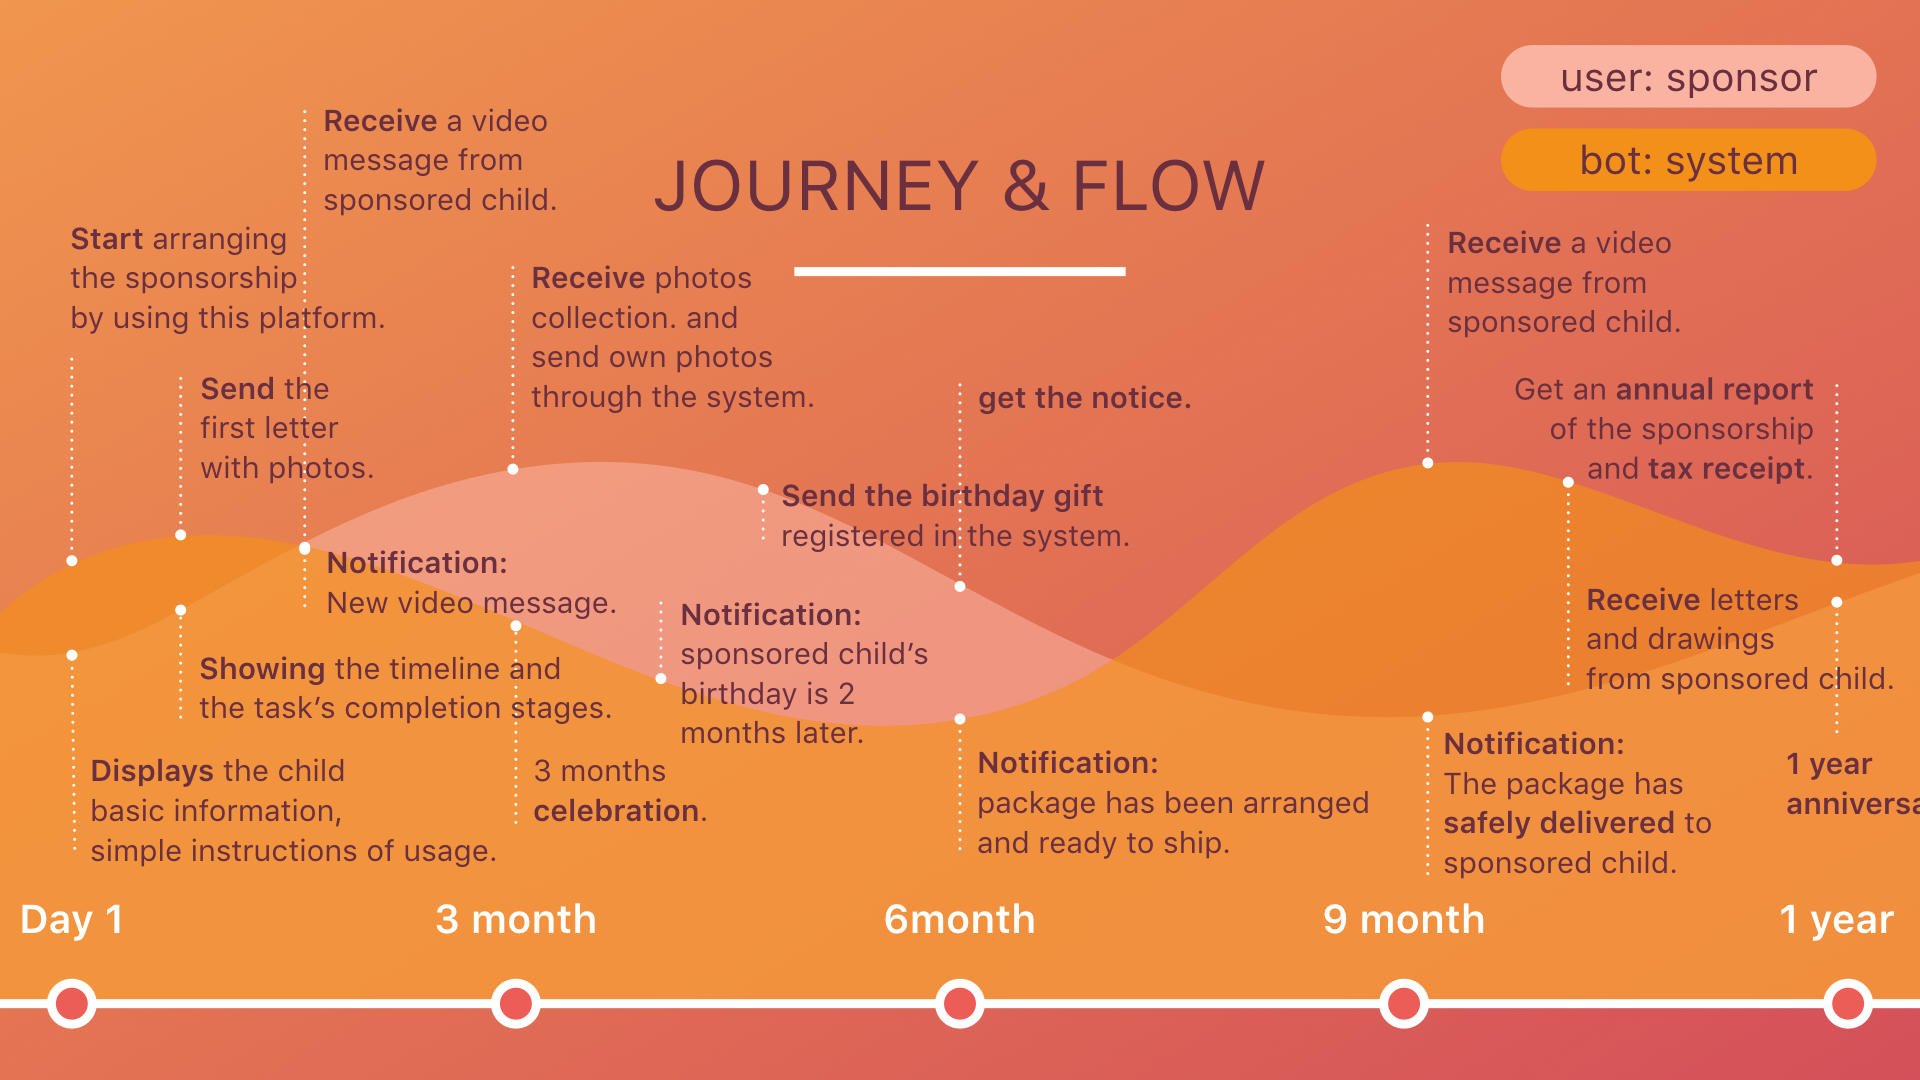 user: sponsor
bot: system
JOURNEY & FLOW
Receive a video
message from
sponsored child.
Start arranging
the sponsorship
by using this platform.
Send the
first letter
with photos.
Receive photos
collection. and
send own photos
through the system.
get the notice.
Send the birthday gift
registered in the system.
Receive a video
message from
sponsored child.
Get an annual report
of the sponsorship
and tax receipt.
Notification:
New video message.
Showing the timeline and
the task’s completion stages.
Displays the child
basic information,
simple instructions of usage.
3 months
celebration.
Notification:
sponsored child’s
birthday is 2
months later.
Notification:
package has been arranged
and ready to ship.
Receive letters
and drawings
from sponsored child.
Notification:
The package has
safely delivered to
sponsored child.
1 year
Day 1
3 month
6month
9 month
1 year